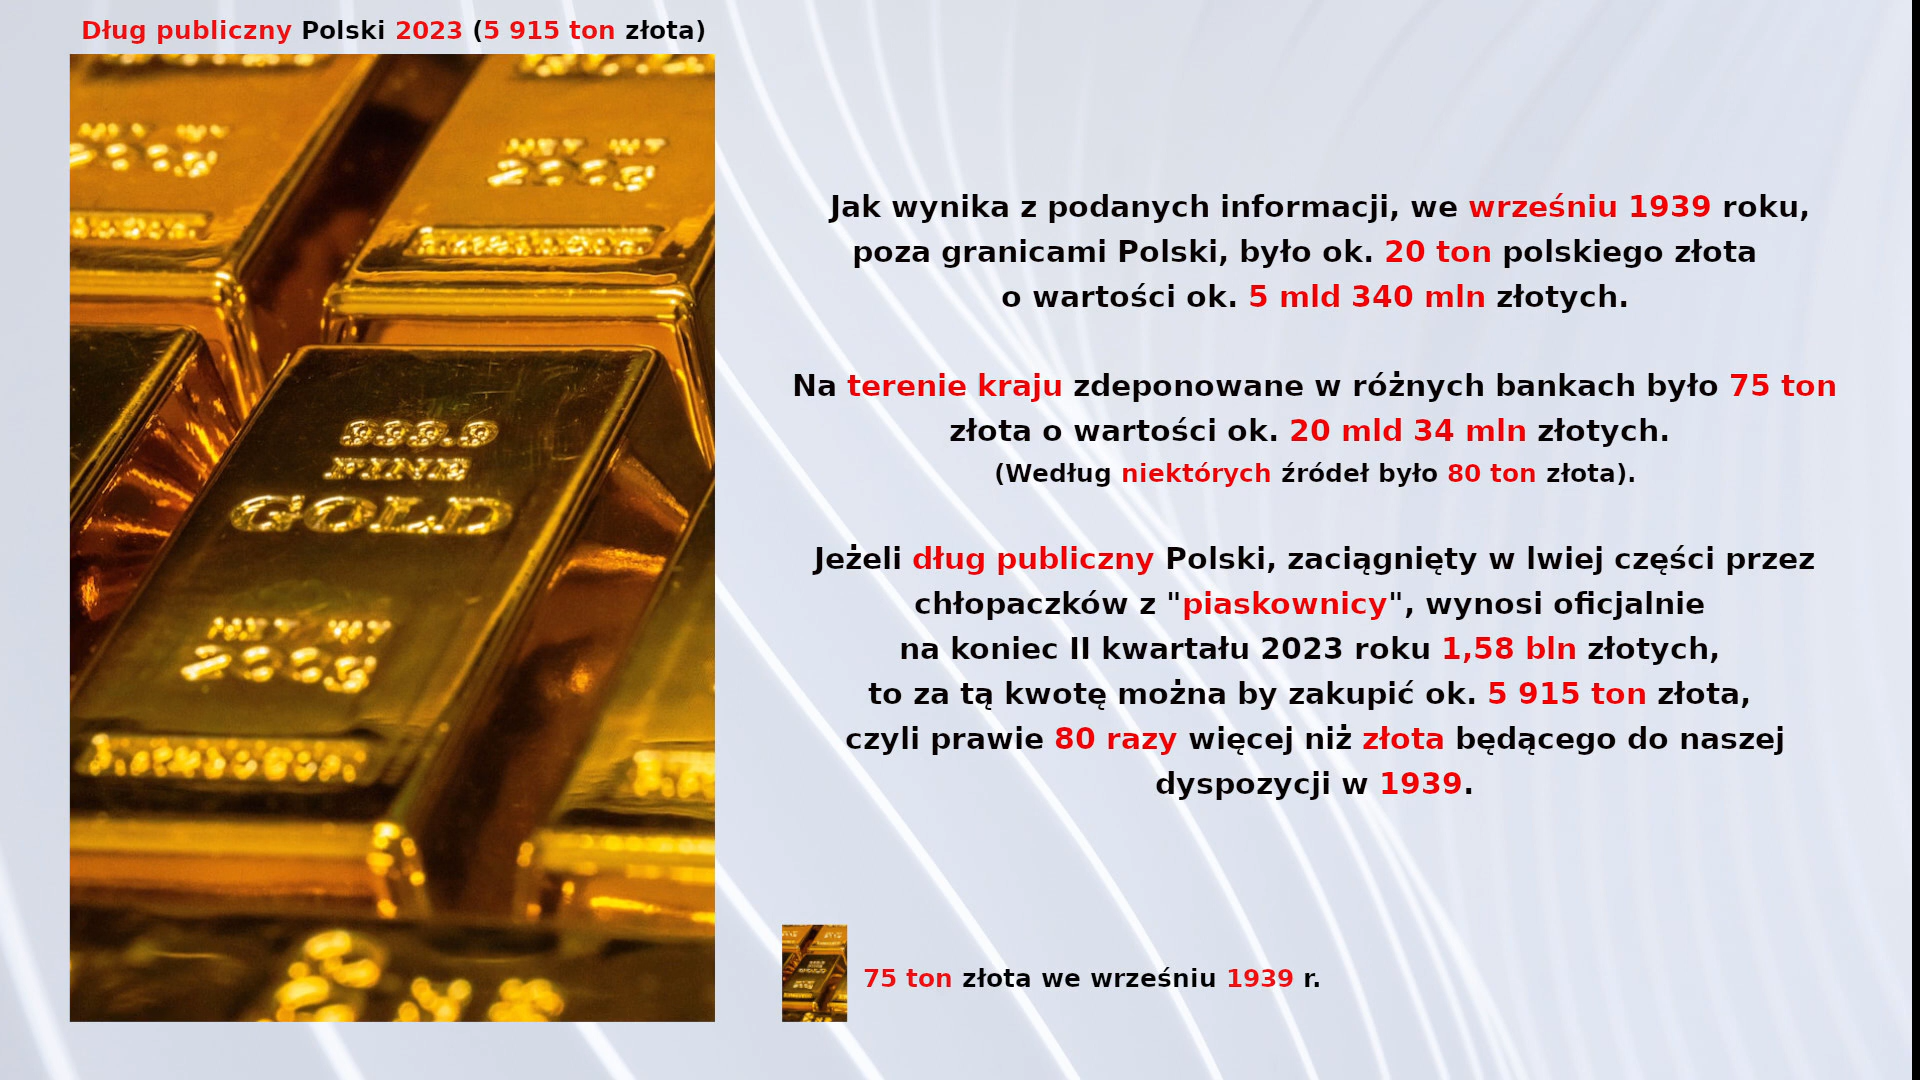 Dług publiczny Polski 2023 (5 915 ton złota)
999.9
FINE
GOLD
NET WT
Jak wynika z podanych informacji, we wrześniu 1939 roku,
poza granicami Polski, było ok. 20 ton polskiego złota
o wartości ok. 5 mld 340 mln złotych.
Na terenie kraju zdeponowane w różnych bankach było 75 ton
złota o wartości ok. 20 mld 34 mln złotych.
(Według niektórych źródeł było 80 ton złota).
Jeżeli dług publiczny Polski, zaciągnięty w lwiej części przez
chłopaczków z "piaskownicy", wynosi oficjalnie
na koniec II kwartału 2023 roku 1,58 bln złotych,
to za tą kwotę można by zakupić ok. 5 915 ton złota,
czyli prawie 80 razy więcej niż złota będącego do naszej
dyspozycji w 1939.
75 ton złota we wrześniu 1939 r.